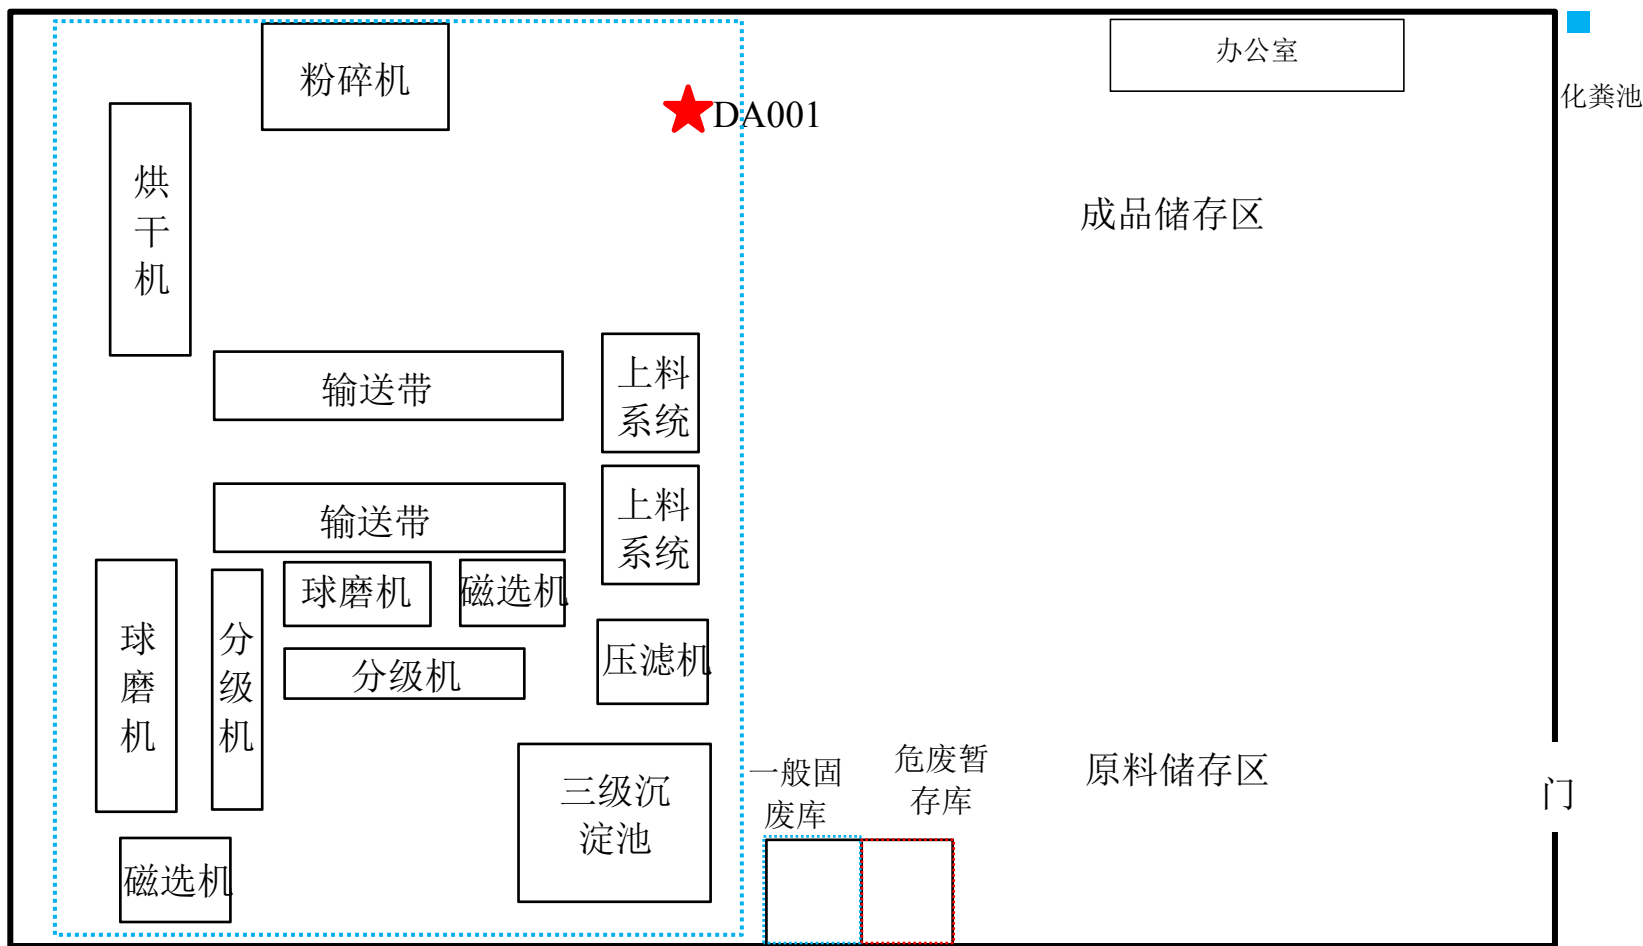 办公室
粉碎机
DA001
化粪池
烘
干
机
成品储存区
输送带
上料
系统
输送带
上料
系统
球磨机
磁选机
球
磨
机
分
级
机
分级机
压滤机
三级沉
淀池
一般固
废库
危废暂
存库
原料储存区
门
磁选机